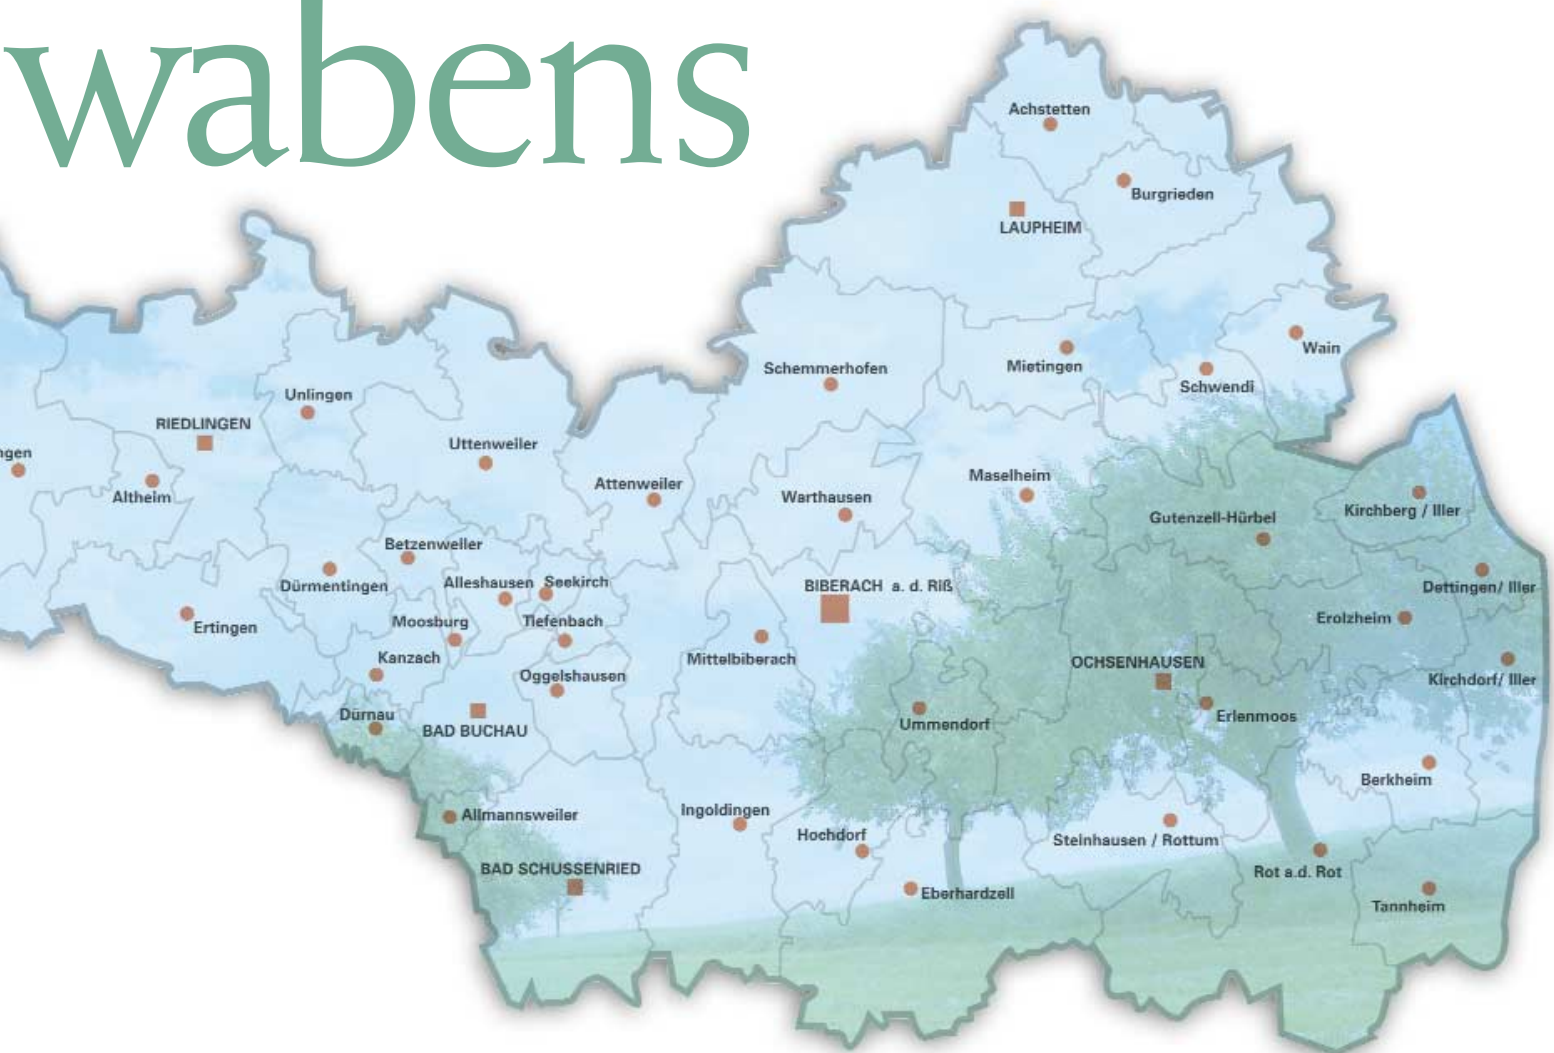 wabens
Achstetten
Burgrieden
LAUPHEIM
Wain
Mietingen
Schemmerhofen
Schwendi
Unlingen
RIEDLINGEN
Uttenweiler
ngen
Altheim
Attenweiler
Warthausen
Maselheim
Gutenzell-Hürbel
Kirchberg / Iller
Betzenweiler
Dürmentingen
Alleshausen
Seekirch
BIBERACH a. d. Riß
Dettingen/ Iller
Ertingen
Moosburg
Tiefenbach
Erolzheim
Kanzach
Mittelbiberach
OCHSENHAUSEN
Oggelshausen
Kirchdorf/ Iller
Dürnau
BAD BUCHAU
Ummendorf
Erlenmoos
Berkheim
Allmannsweiler
Ingoldingen
Hochdorf
Steinhausen / Rottum
BAD SCHUSSENRIED
Rot a.d. Rot
Eberhardzell
Tannheim